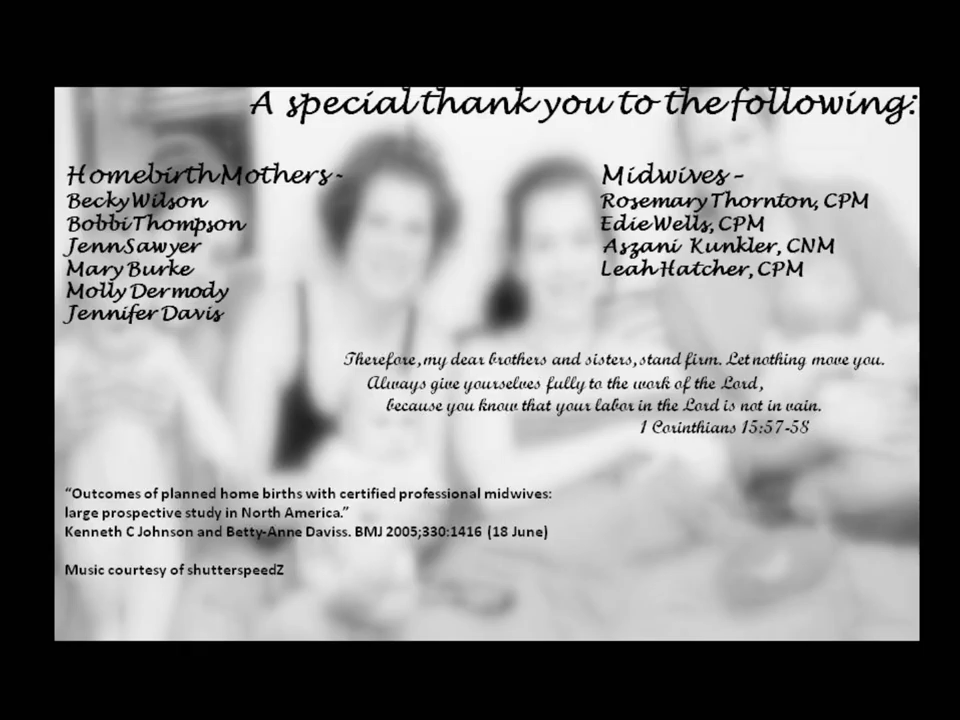 A special thank you to the following:
Homebirth Mothers -
Becky Wilson
Bobbi Thompson
Jenn Sawyer
Mary Burke
Molly Dermody
Jennifer Davis
Midwives -
Rosemary Thornton, CPM
Edie Wells, CPM
Aszani Kunkler, CNM
Leah Hatcher, CPM
Therefore, my dear brothers and sisters, stand firm. Let nothing move you.
Always give yourselves fully to the work of the Lord,
because you know that your labor in the Lord is not in vain.
1 Corinthians 15:57-58
“Outcomes of planned home births with certified professional midwives:
large prospective study in North America.”
Kenneth C Johnson and Betty-Anne Daviss. BMJ 2005;330:1416 (18 June)
Music courtesy of shutterspeedZ